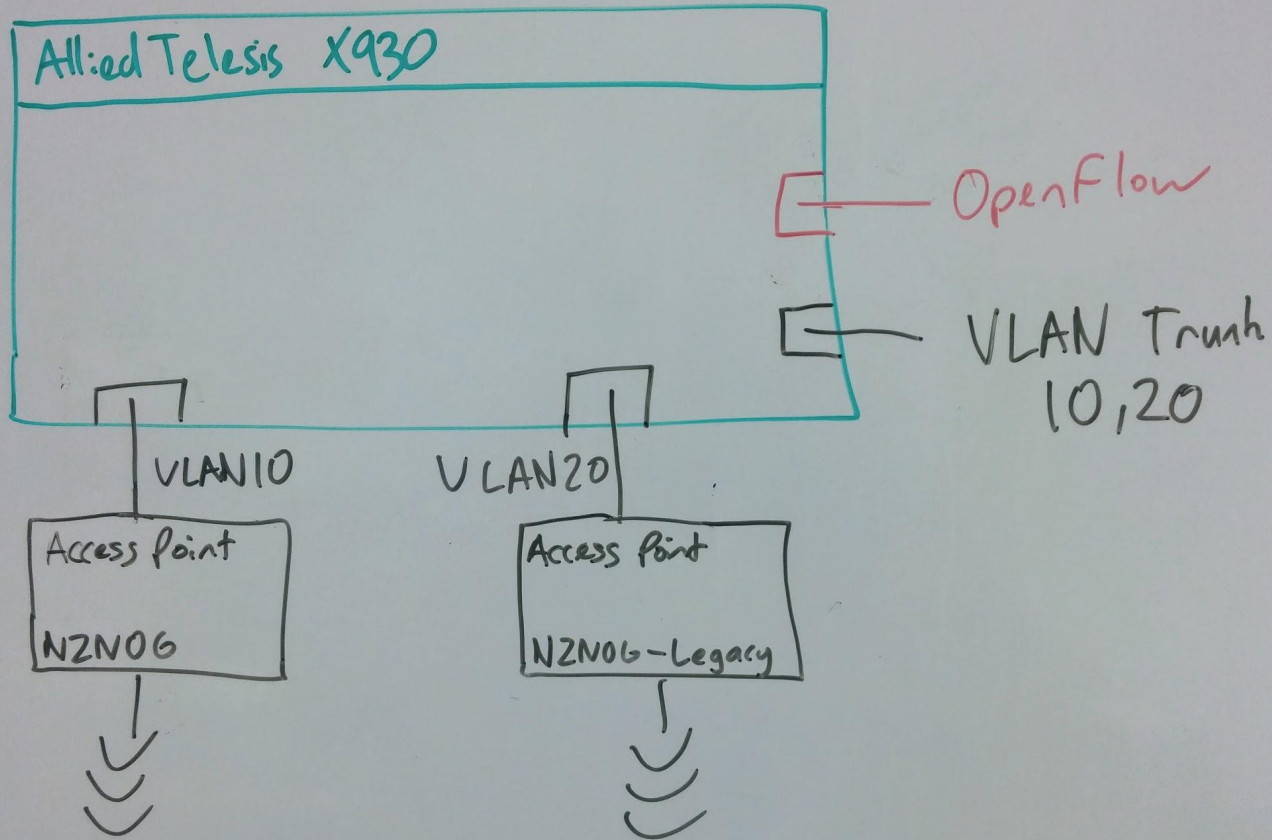 Allied Telesis X930
OpenFlow
VLAN Trunk
10,20
VLAN10
VLAN20
Access Point
NZNOG
Access Point
NZNOG-Legacy